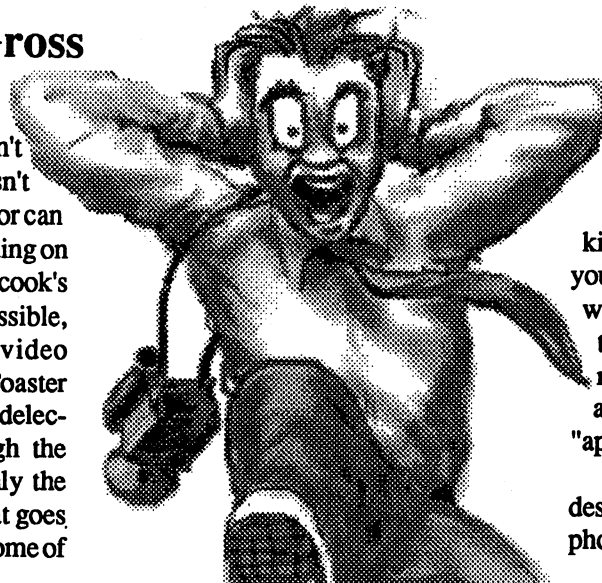 ross
n't
sn't
or can
ing on
cook's
ssible,
video
oaster
delec-
gh the
ly the
t goes
ome of
ki
you
w
t
r
a
"ap
des
pho